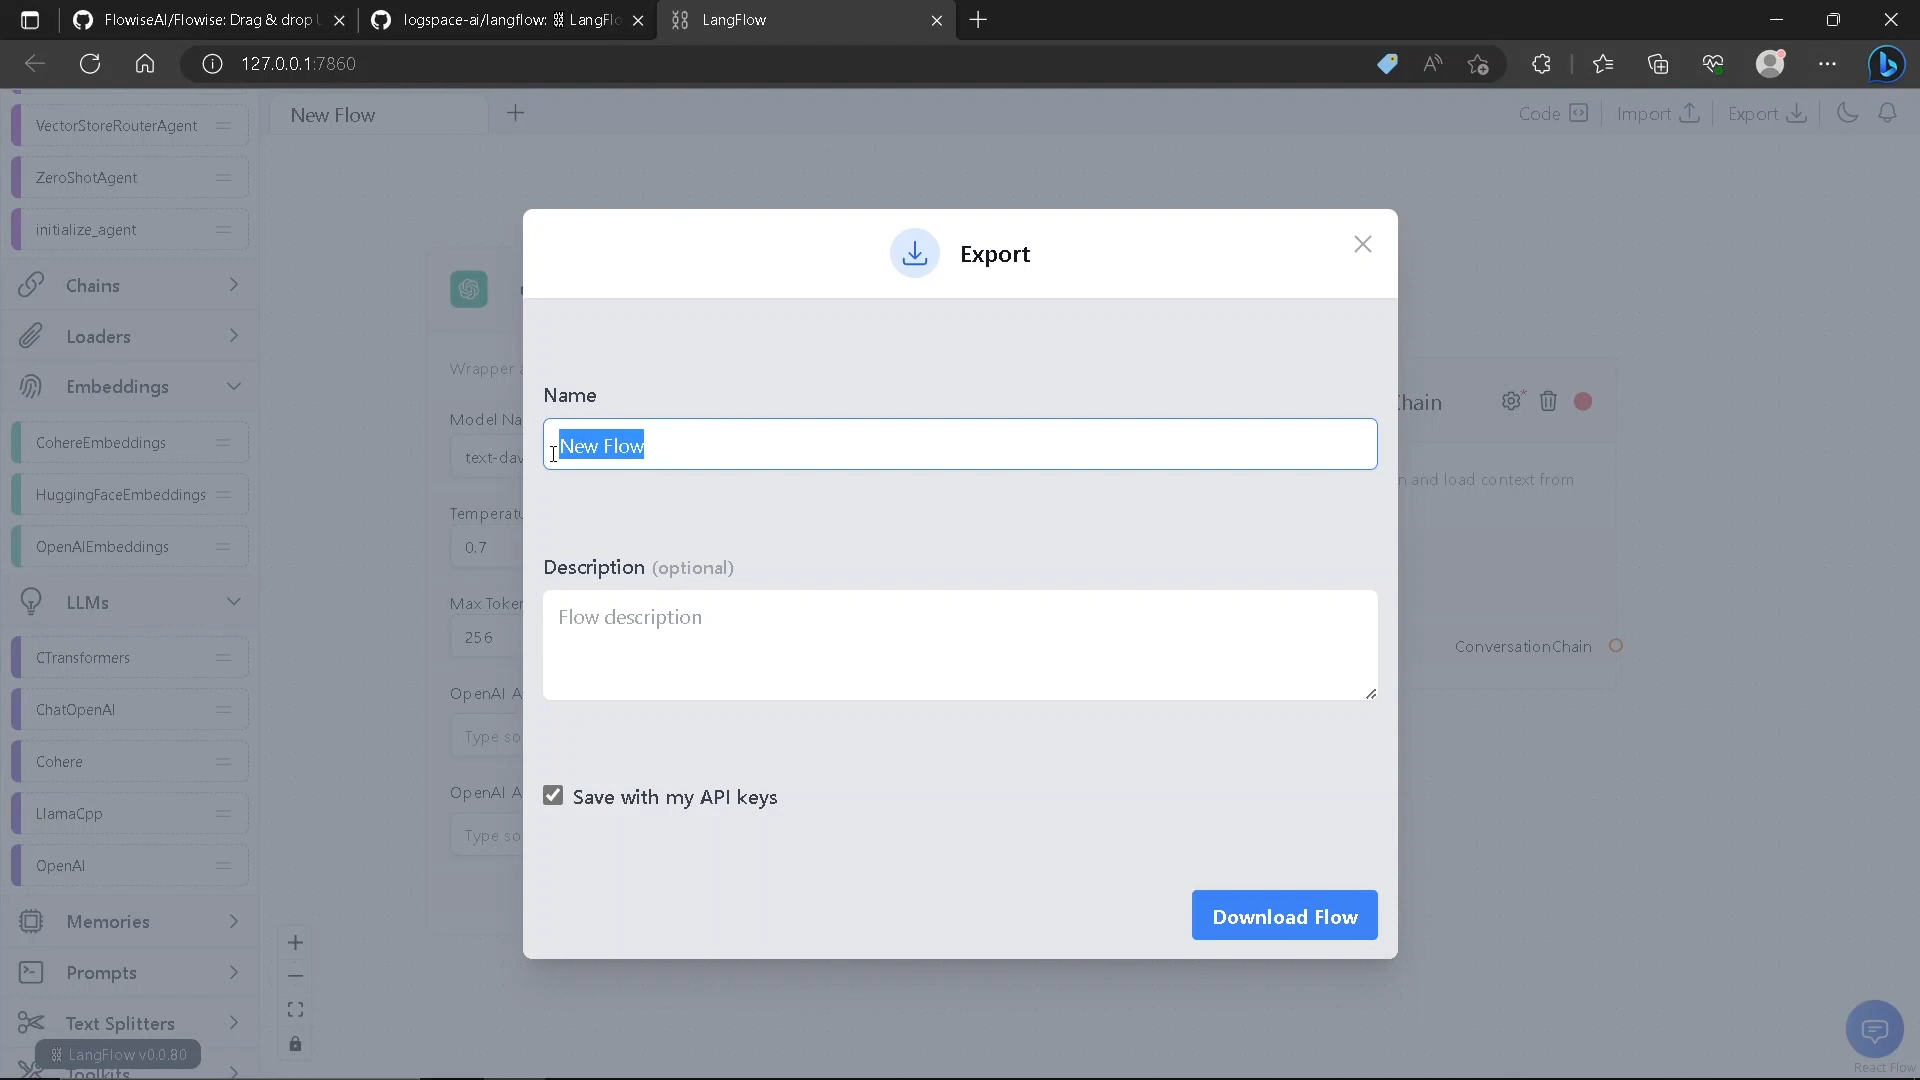 FlowiseAI/Flowise: Drag & drop
logspace-ai/langflow: ⛓ LangFlo
LangFlow
127.0.0.1:7860
New Flow
Code
Import
Export
VectorStoreRouterAgent
ZeroShotAgent
initialize_agent
Chains
Loaders
Embeddings
CohereEmbeddings
HuggingFaceEmbeddings
OpenAIEmbeddings
LLMs
CTransformers
ChatOpenAI
Cohere
LlamaCpp
OpenAI
Memories
Prompts
Text Splitters
⛓ LangFlow v0.0.80
Toolkits
Wrapper
Model Na
text-dav
Temperatu
0.7
Max Token
256
OpenAI A
Type so
OpenAI A
Type so
Export
Name
New Flow
Description (optional)
Flow description
Save with my API keys
Download Flow
Chain
n and load context from
ConversationChain
React Flow